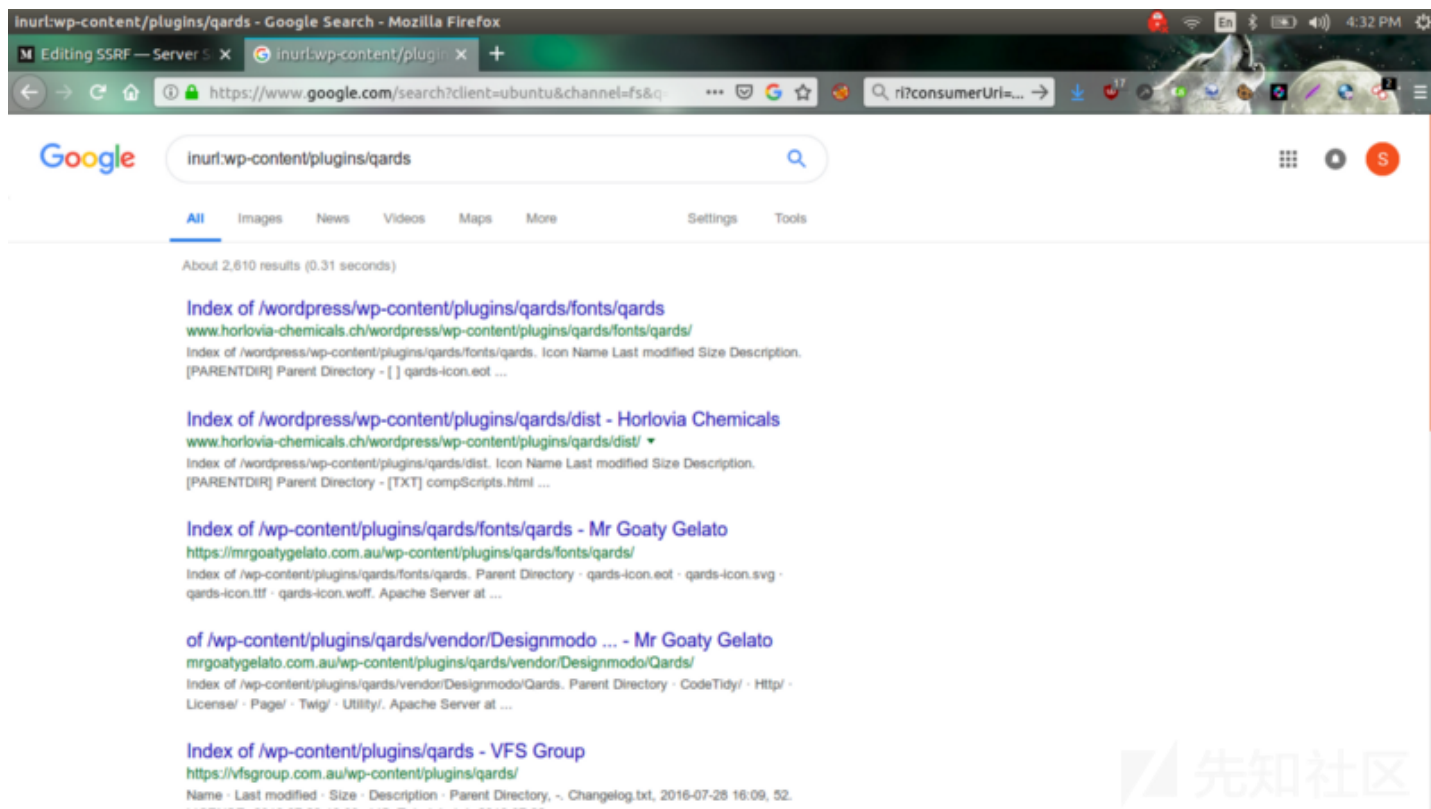 inurl:wp-content/plugins/qards - Google Search - Mozilla Firefox
En
4:32 PM
M Editing SSRF — Server S
inurl:wp-content/plugin
https://www.google.com/search?client=ubuntu&channel=fs&q=
ri?consumerUri=...
17
2
Google
inurl:wp-content/plugins/qards
S
All Images News Videos Maps More Settings Tools
About 2,610 results (0.31 seconds)
Index of /wordpress/wp-content/plugins/qards/fonts/qards
www.horlovia-chemicals.ch/wordpress/wp-content/plugins/qards/fonts/qards/
Index of /wordpress/wp-content/plugins/qards/fonts/qards. Icon Name Last modified Size Description.
[PARENTDIR] Parent Directory - [ ] qards-icon.eot ...
Index of /wordpress/wp-content/plugins/qards/dist - Horlovia Chemicals
www.horlovia-chemicals.ch/wordpress/wp-content/plugins/qards/dist/
Index of /wordpress/wp-content/plugins/qards/dist. Icon Name Last modified Size Description.
[PARENTDIR] Parent Directory - [TXT] compScripts.html ...
Index of /wp-content/plugins/qards/fonts/qards - Mr Goaty Gelato
https://mrgoatygelato.com.au/wp-content/plugins/qards/fonts/qards/
Index of /wp-content/plugins/qards/fonts/qards. Parent Directory · qards-icon.eot · qards-icon.svg ·
qards-icon.ttf · qards-icon.woff. Apache Server at ...
of /wp-content/plugins/qards/vendor/Designmodo ... - Mr Goaty Gelato
mrgoatygelato.com.au/wp-content/plugins/qards/vendor/Designmodo/Qards/
Index of /wp-content/plugins/qards/vendor/Designmodo/Qards. Parent Directory · CodeTidy/ · Http/ ·
License/ · Page/ · Twig/ · Utility/. Apache Server at ...
Index of /wp-content/plugins/qards - VFS Group
https://vfsgroup.com.au/wp-content/plugins/qards/
Name · Last modified · Size · Description · Parent Directory, -. Changelog.txt, 2016-07-28 16:09, 52.
先知社区